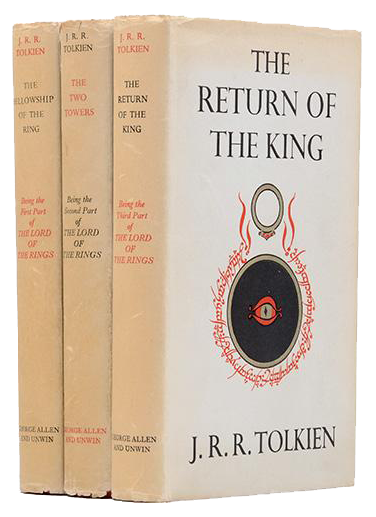 J. R. R.
TOLKIEN
THE
FELLOWSHIP
OF THE
RING
Being the
First Part
of
THE LORD
OF
THE RINGS
GEORGE ALLEN
AND UNWIN
J. R. R.
TOLKIEN
THE
TWO
TOWERS
Being the
Second Part
of
THE LORD
OF
THE RINGS
GEORGE ALLEN
AND UNWIN
J. R. R.
TOLKIEN
THE
RETURN
OF THE
KING
Being the
Third Part
of
THE LORD
OF
THE RINGS
GEORGE ALLEN
AND UNWIN
THE
RETURN OF
THE KING
J. R. R. TOLKIEN